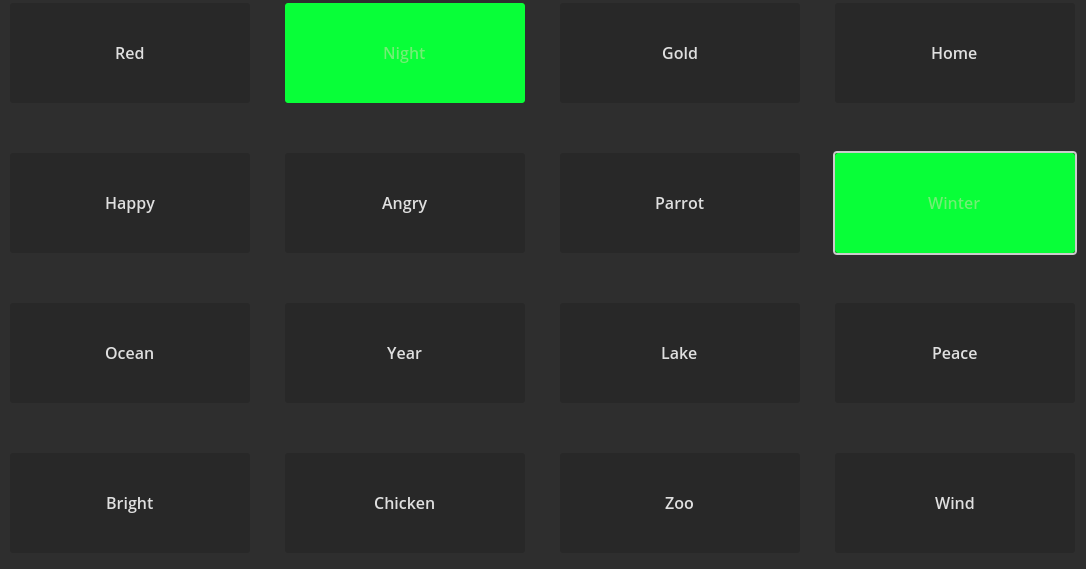 Red Night Gold Home
Happy Angry Parrot Winter
Ocean Year Lake Peace
Bright Chicken Zoo Wind